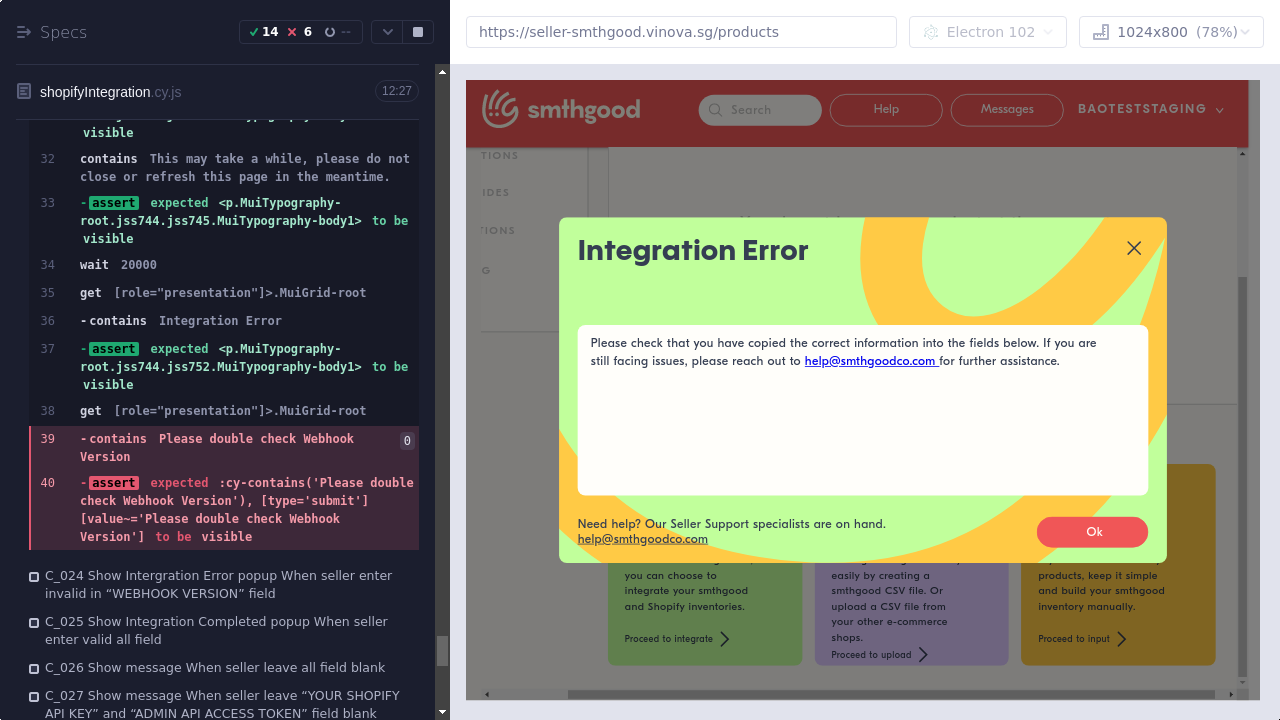 Specs
14
6
--
https://seller-smthgood.vinova.sg/products
Electron 102
1024x800 (78%)
shopifyIntegration.cy.js
12:27
visible
32 contains This may take a while, please do not
close or refresh this page in the meantime.
33 -assert expected <p.MuiTypography-
root.jss744.jss745.MuiTypography-body1> to be
visible
34 wait 20000
35 get [role="presentation"]>.MuiGrid-root
36 -contains Integration Error
37 -assert expected <p.MuiTypography-
root.jss744.jss752.MuiTypography-body1> to be
visible
38 get [role="presentation"]>.MuiGrid-root
39 -contains Please double check Webhook
Version
0
40 -assert expected :cy-contains('Please double
check Webhook Version'), [type='submit']
[value~='Please double check Webhook
Version'] to be visible
C_024 Show Intergration Error popup When seller enter
invalid in “WEBHOOK VERSION” field
C_025 Show Integration Completed popup When seller
enter valid all field
C_026 Show message When seller leave all field blank
C_027 Show message When seller leave “YOUR SHOPIFY
API KEY” and “ADMIN API ACCESS TOKEN” field blank
smthgood
Search
Help
Messages
BAOTESTSTAGING
TIONS
IDES
TIONS
G
Integration Error
Please check that you have copied the correct information into the fields below. If you are
still facing issues, please reach out to help@smthgoodco.com for further assistance.
Need help? Our Seller Support specialists are on hand.
help@smthgoodco.com
Ok
you can choose to
integrate your smthgood
and Shopify inventories.
Proceed to integrate
easily by creating a
smthgood CSV file. Or
upload a CSV file from
your other e-commerce
shops.
Proceed to upload
products, keep it simple
and build your smthgood
inventory manually.
Proceed to input